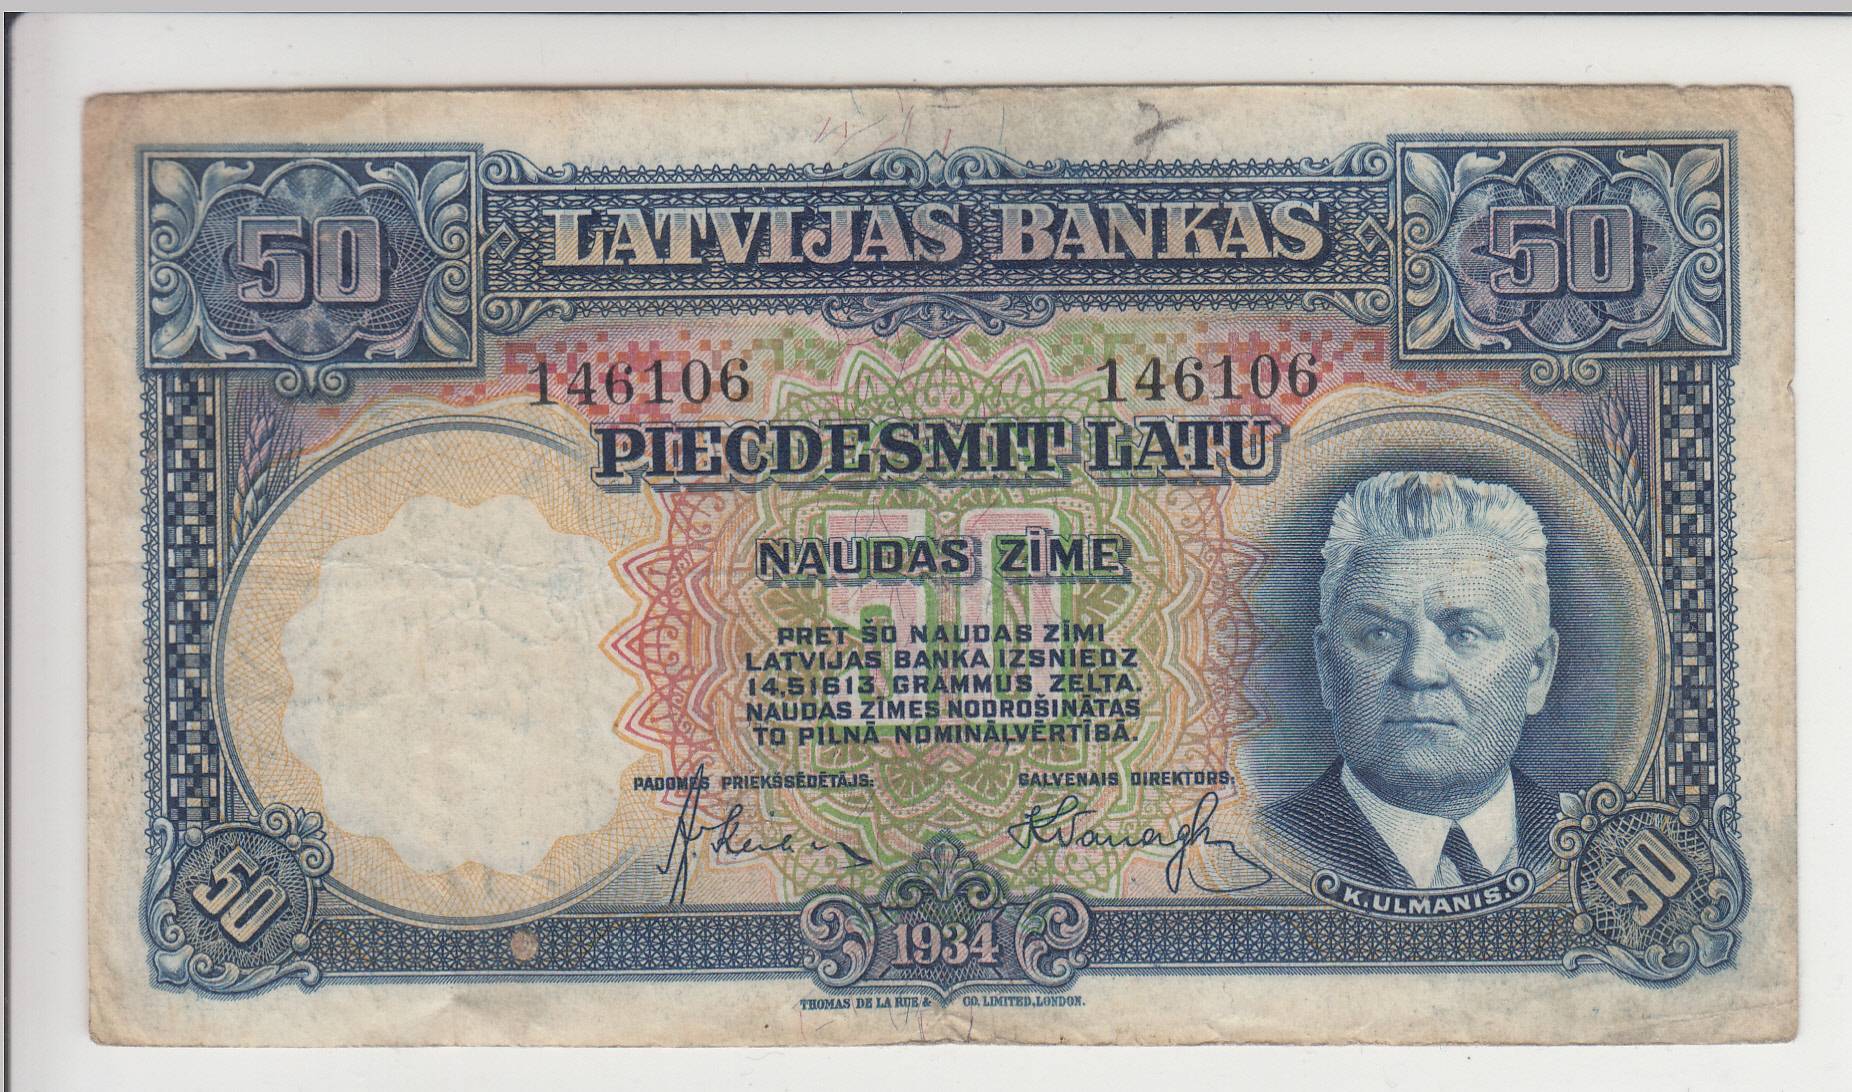 50 LATVIJAS BANKAS 50
146106 146106
PIECDESMIT LATU
50
NAUDAS ZĪME
PRET ŠO NAUDAS ZĪMI
LATVIJAS BANKA IZSNIEDZ
14,51613 GRAMMUS ZELTA.
NAUDAS ZĪMES NODROŠINĀTAS
TO PILNĀ NOMINĀLVĒRTĪBĀ.
PADOMES PRIEKŠSĒDĒTĀJS: GALVENAIS DIREKTORS:
K. ULMANIS.
50 1934 50
THOMAS DE LA RUE & CO. LIMITED, LONDON.